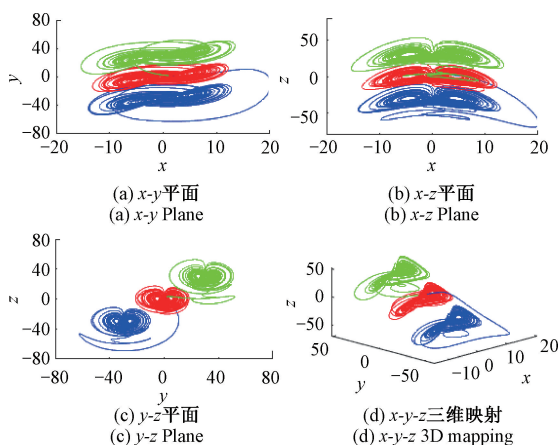 80
40
0
−40
−80
y
−20
−10
0
10
20
x
(a) x-y平面
(a) x-y Plane
50
0
−50
z
−20
−10
0
10
20
x
(b) x-z平面
(b) x-z Plane
80
40
0
−40
−80
z
−80
−40
0
40
80
y
(c) y-z平面
(c) y-z Plane
50
0
−50
z
50
0
−50
y
−10
0
10
20
x
(d) x-y-z三维映射
(d) x-y-z 3D mapping